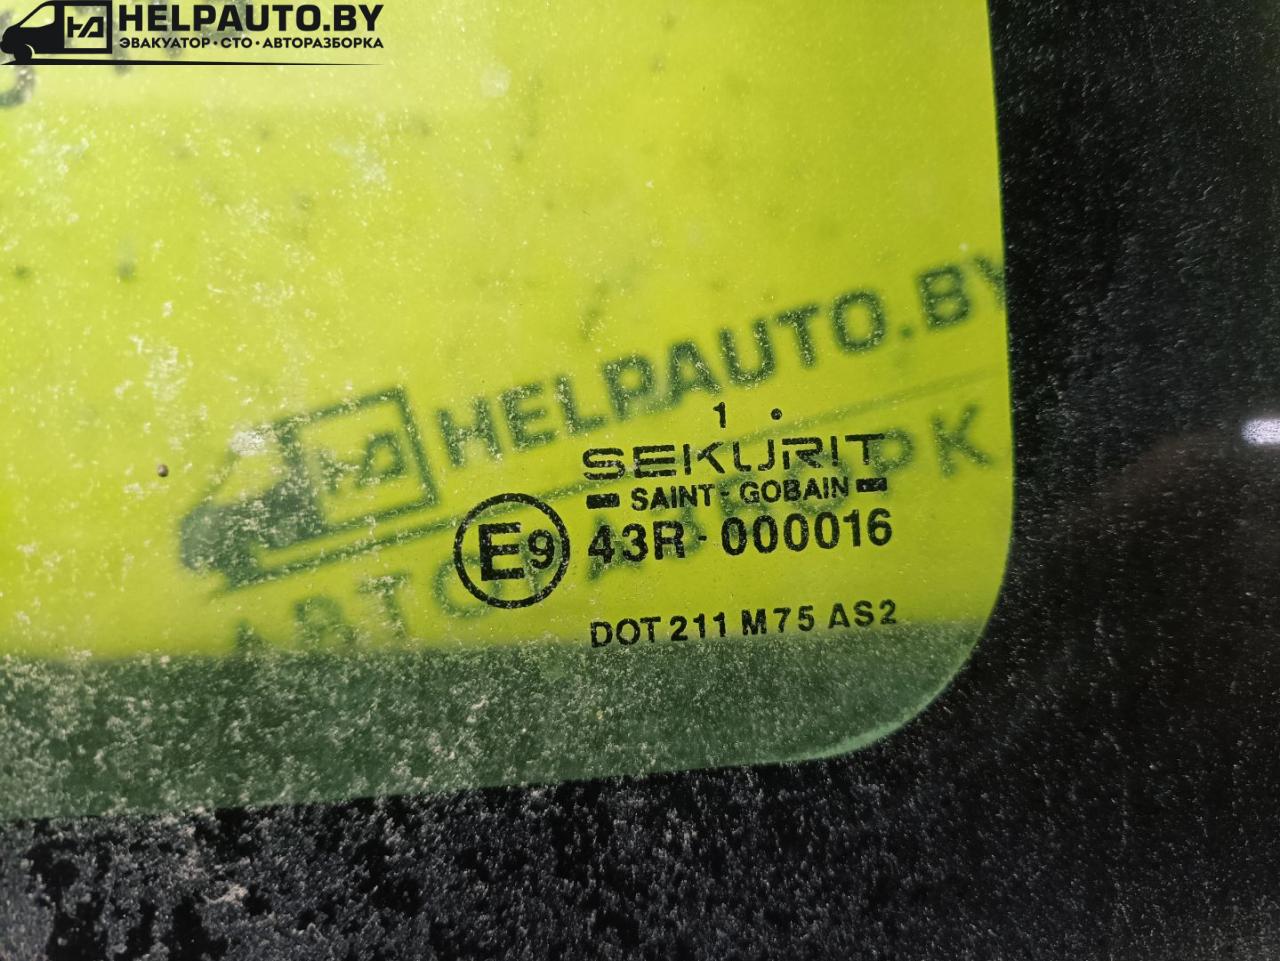 HELPAUTO.BY
ЭВАКУАТОР · СТО · АВТОРАЗБОРКА
HELPAUTO.BY
1 .
SEKURIT
SAINT-GOBAIN
E9 43R-000016
DOT 211 M75 AS2